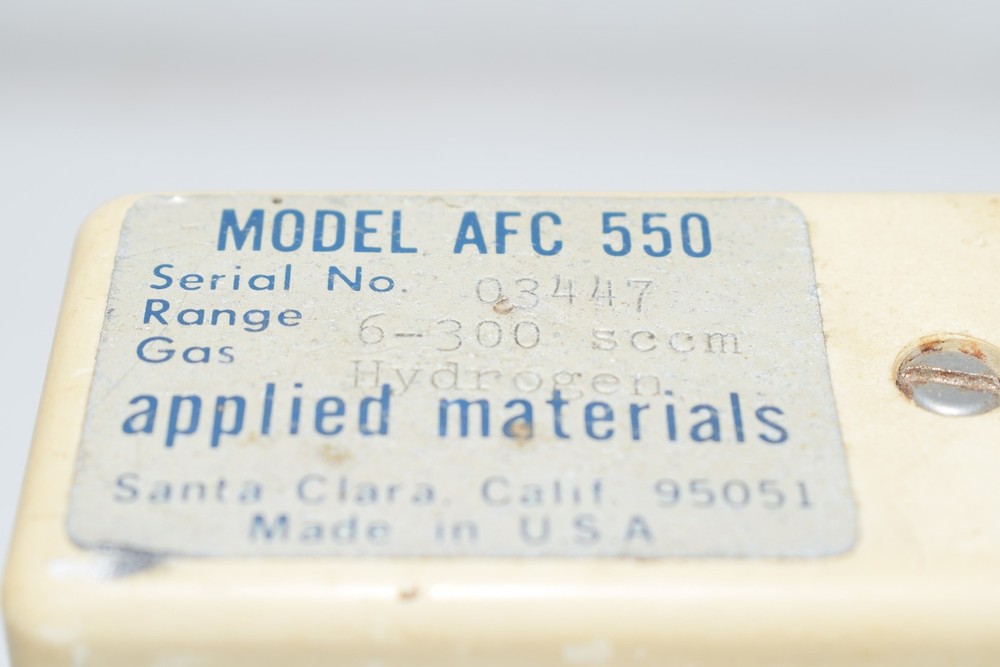 MODEL AFC 550
Serial No. 03447
Range 6-300 sccm
Gas Hydrogen
applied materials
Santa Clara. Calif. 95051
Made in U.S.A